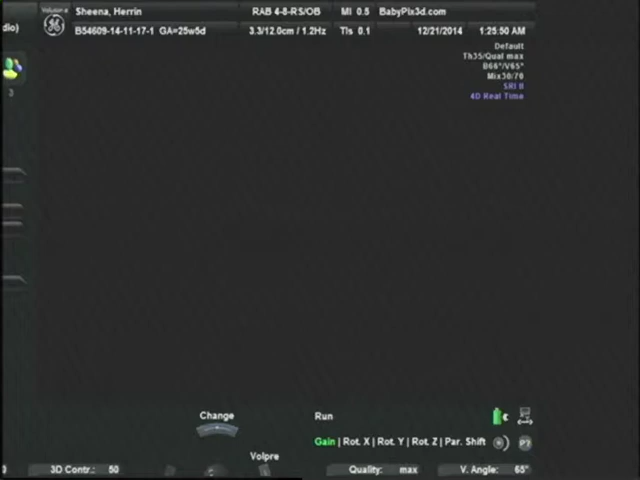 Sheena, Herrin RAB 4-8-RS/OB MI 0.5 BabyPix3d.com
dio) B54609-14-11-17-1 GA=25w5d 3.3/12.0cm / 1.2Hz TIs 0.1 12/21/2014 1:25:50 AM
Default
Th35/Qual max
B66°/V65°
Mix30/70
SRI II
4D Real Time
3
Change Run
Gain | Rot. X | Rot. Y | Rot. Z | Par. Shift
Volpre
3D Contr.: 50 Quality: max V. Angle: 65°